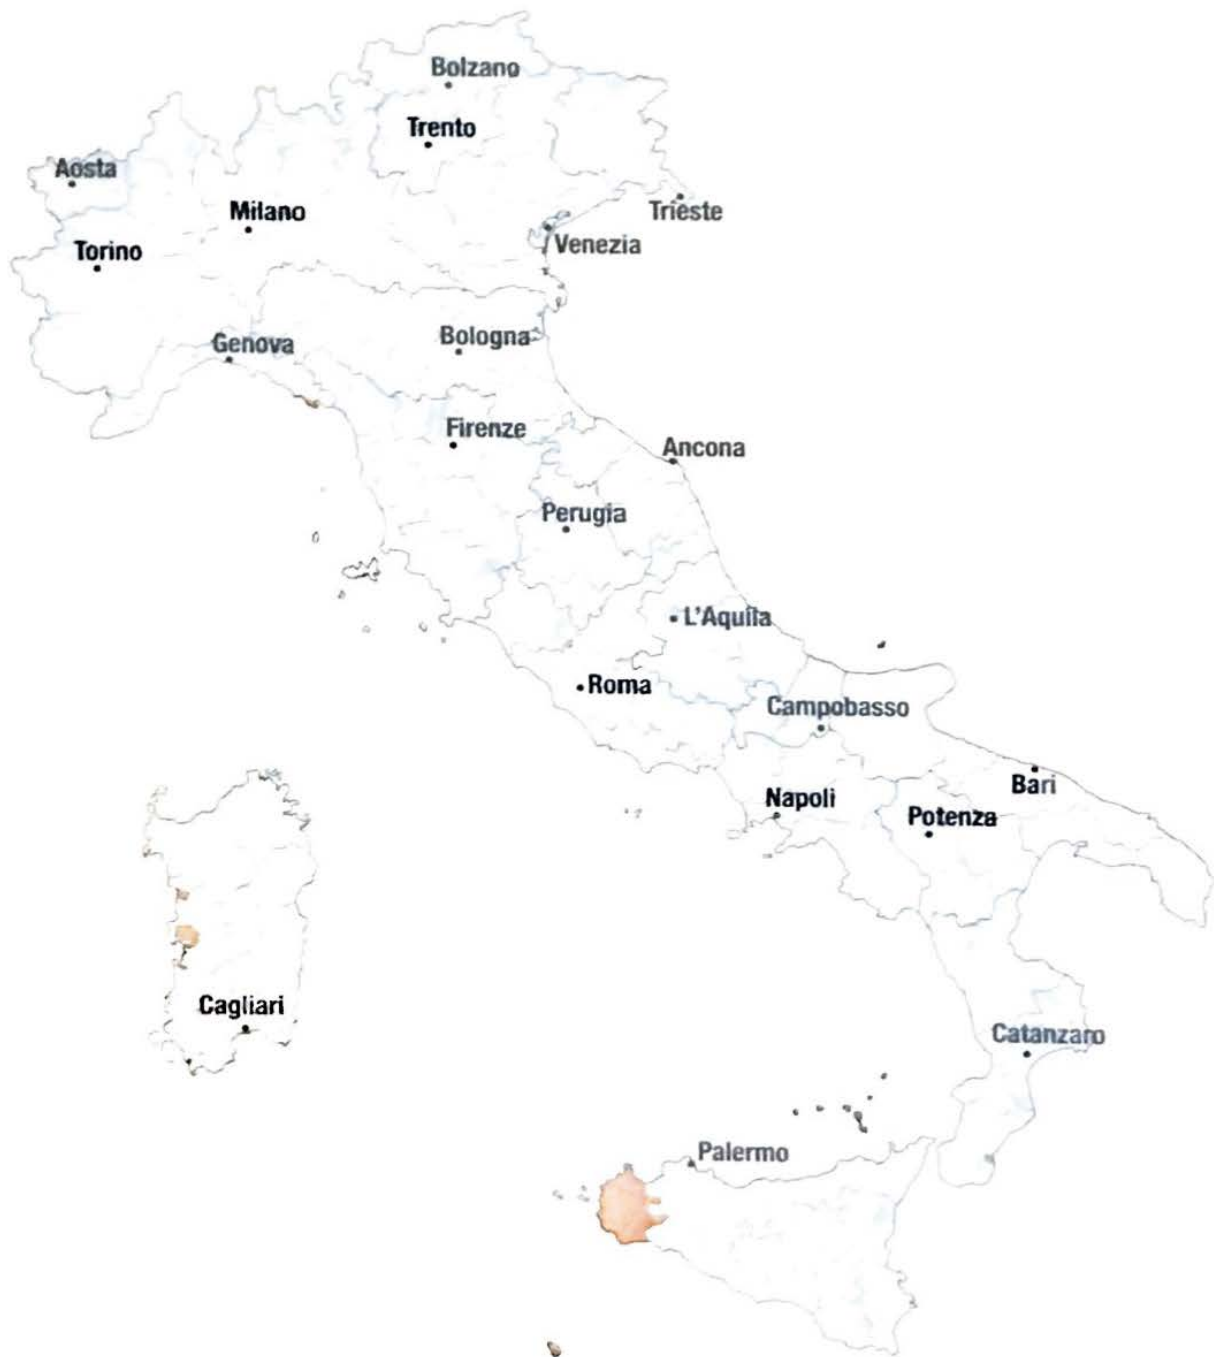 Bolzano
Trento
Aosta
Milano
Trieste
Torino
Venezia
Genova
Bologna
Firenze
Ancona
Perugia
L'Aquila
Roma
Campobasso
Bari
Napoli
Potenza
Cagliari
Catanzaro
Palermo